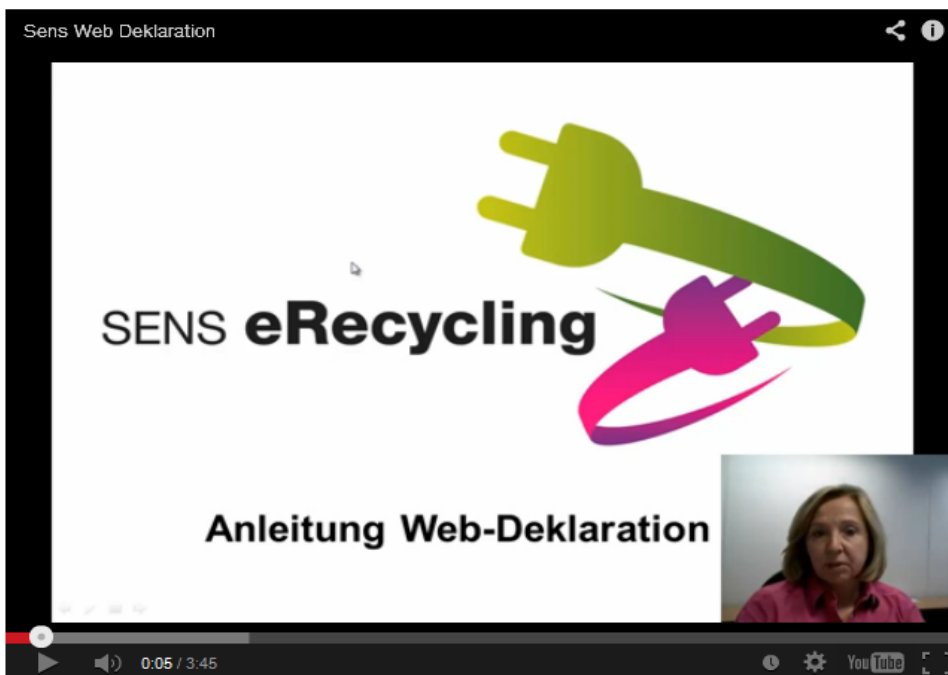 Sens Web Deklaration
SENS eRecycling
Anleitung Web-Deklaration
0:05 / 3:45
YouTube